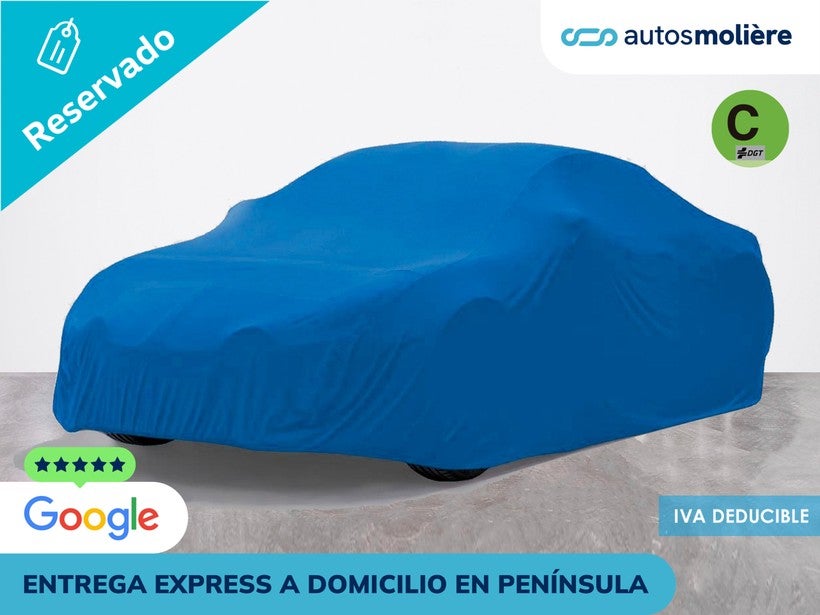 Reservado
autosmolière
C
DGT
★★★★★
Google
IVA DEDUCIBLE
ENTREGA EXPRESS A DOMICILIO EN PENÍNSULA